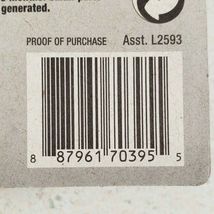 generated.
PROOF OF PURCHASE Asst. L2593
8 87961 70395 5